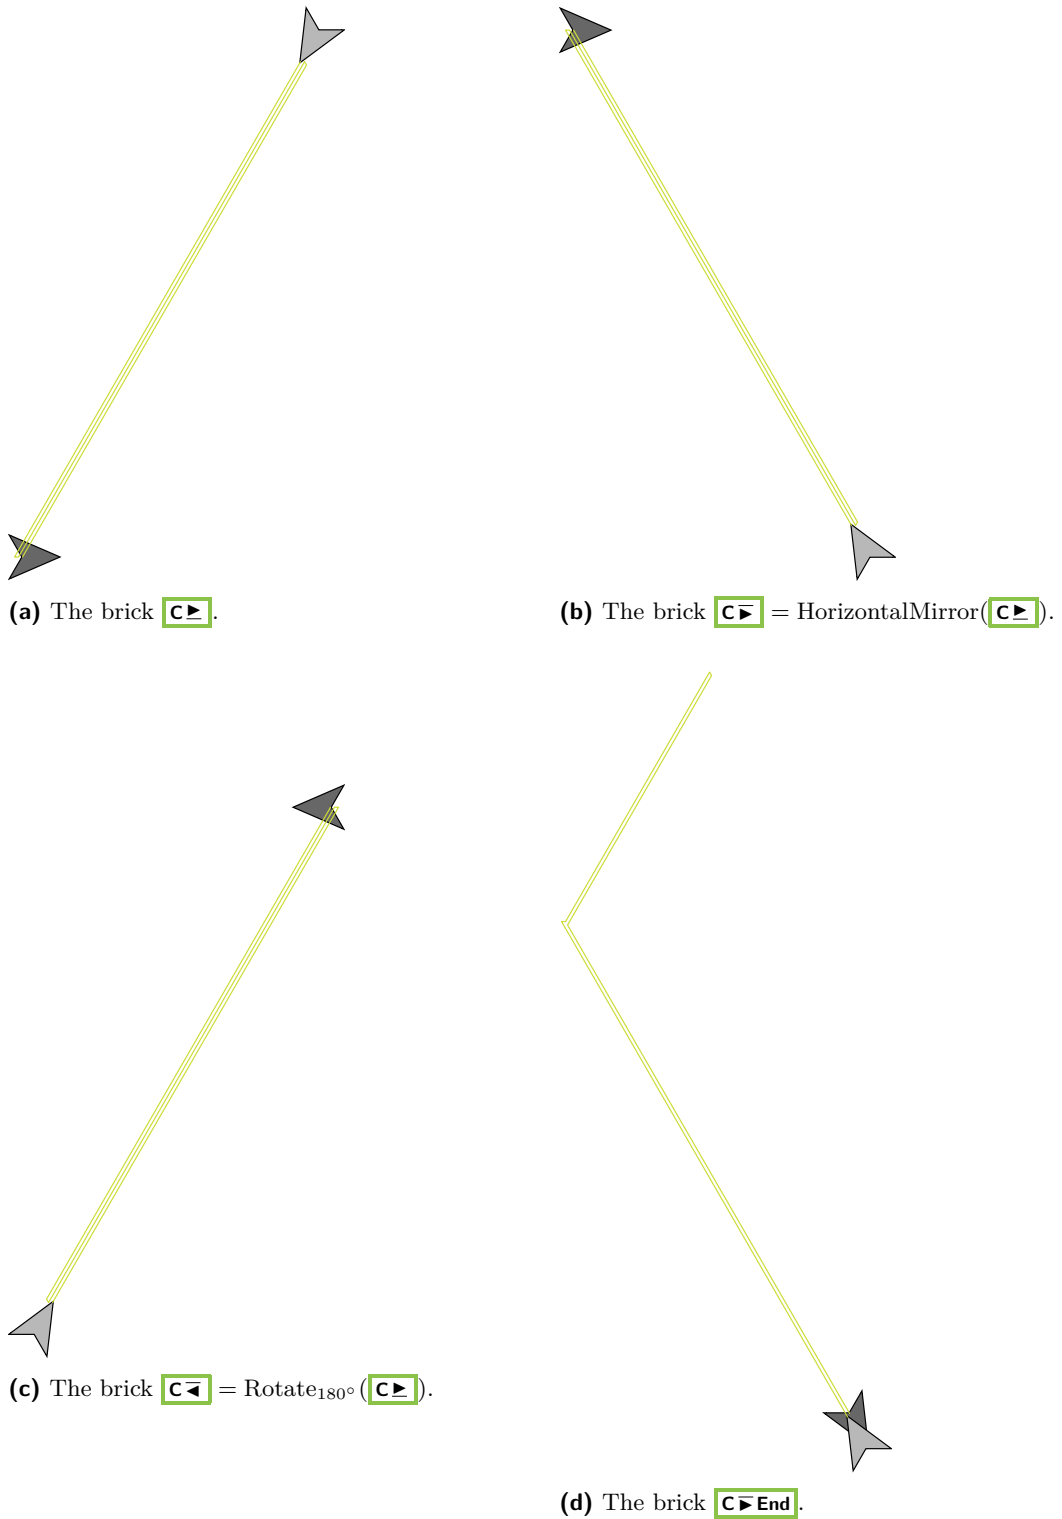 (a) The brick C▶̲.
(b) The brick C▶̅ = HorizontalMirror(C▶̲).
(c) The brick C◀̅ = Rotate₁₈₀°(C▶̲).
(d) The brick C▶̅End.